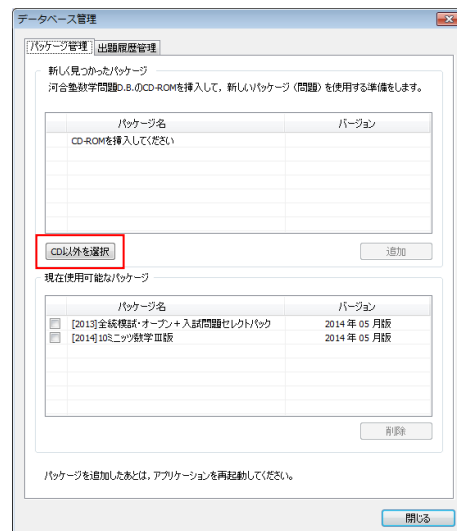 データベース管理
パッケージ管理 出題履歴管理
新しく見つかったパッケージ
河合塾数学問題D.B.のCD-ROMを挿入して，新しいパッケージ（問題）を使用する準備をします。
パッケージ名 バージョン
CD-ROMを挿入してください
CD以外を選択 追加
現在使用可能なパッケージ
パッケージ名 バージョン
[2013]全統模試・オープン＋入試問題セレクトパック 2014 年 05 月版
[2014]10ミニッツ数学Ⅲ版 2014 年 05 月版
削除
パッケージを追加したあとは，アプリケーションを再起動してください。
閉じる